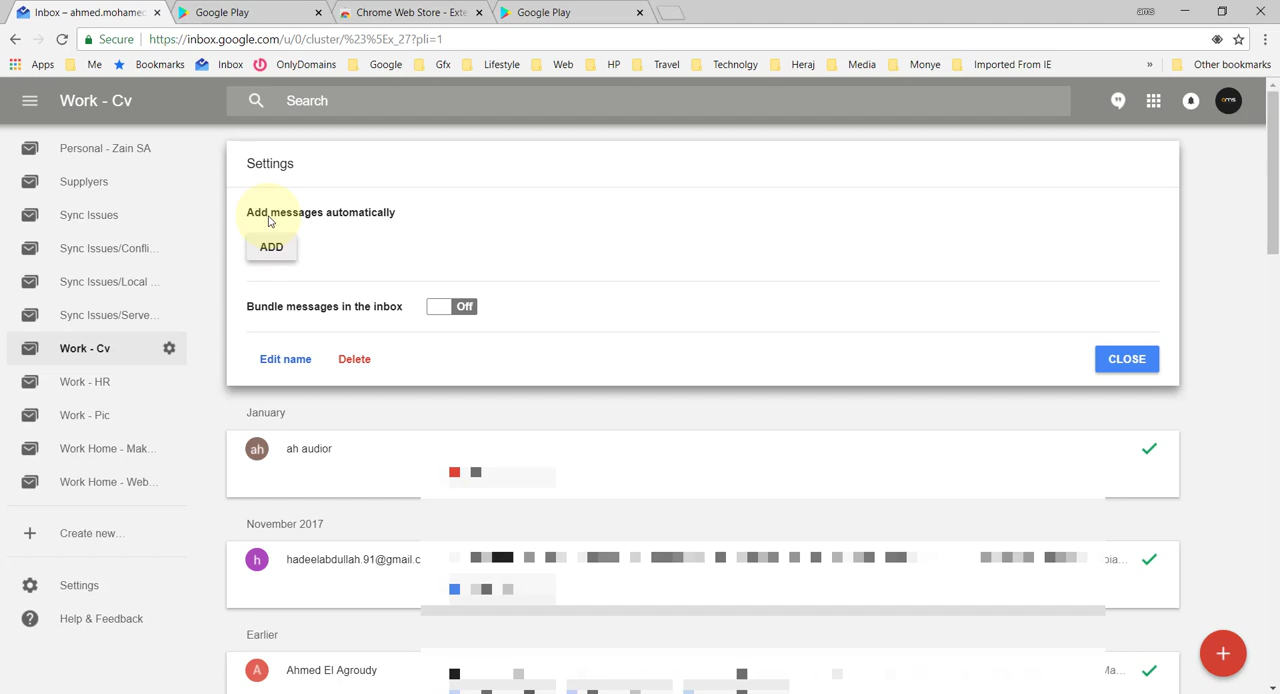 Inbox – ahmed.mohamed
Google Play
Chrome Web Store - Exte
Google Play
ams
Secure
https://inbox.google.com/u/0/cluster/%23%5Ex_27?pli=1
Apps
Me
Bookmarks
Inbox
OnlyDomains
Google
Gfx
Lifestyle
Web
HP
Travel
Technolgy
Heraj
Media
Monye
Imported From IE
»
Other bookmarks
Work - Cv
Search
ams
Personal - Zain SA
Supplyers
Sync Issues
Sync Issues/Confli...
Sync Issues/Local ...
Sync Issues/Serve...
Work - Cv
Work - HR
Work - Pic
Work Home - Mak...
Work Home - Web...
Create new...
Settings
Help & Feedback
Settings
Add messages automatically
ADD
Bundle messages in the inbox
Off
Edit name
Delete
CLOSE
January
ah
ah audior
November 2017
h
hadeelabdullah.91@gmail.c
Earlier
A
Ahmed El Agroudy